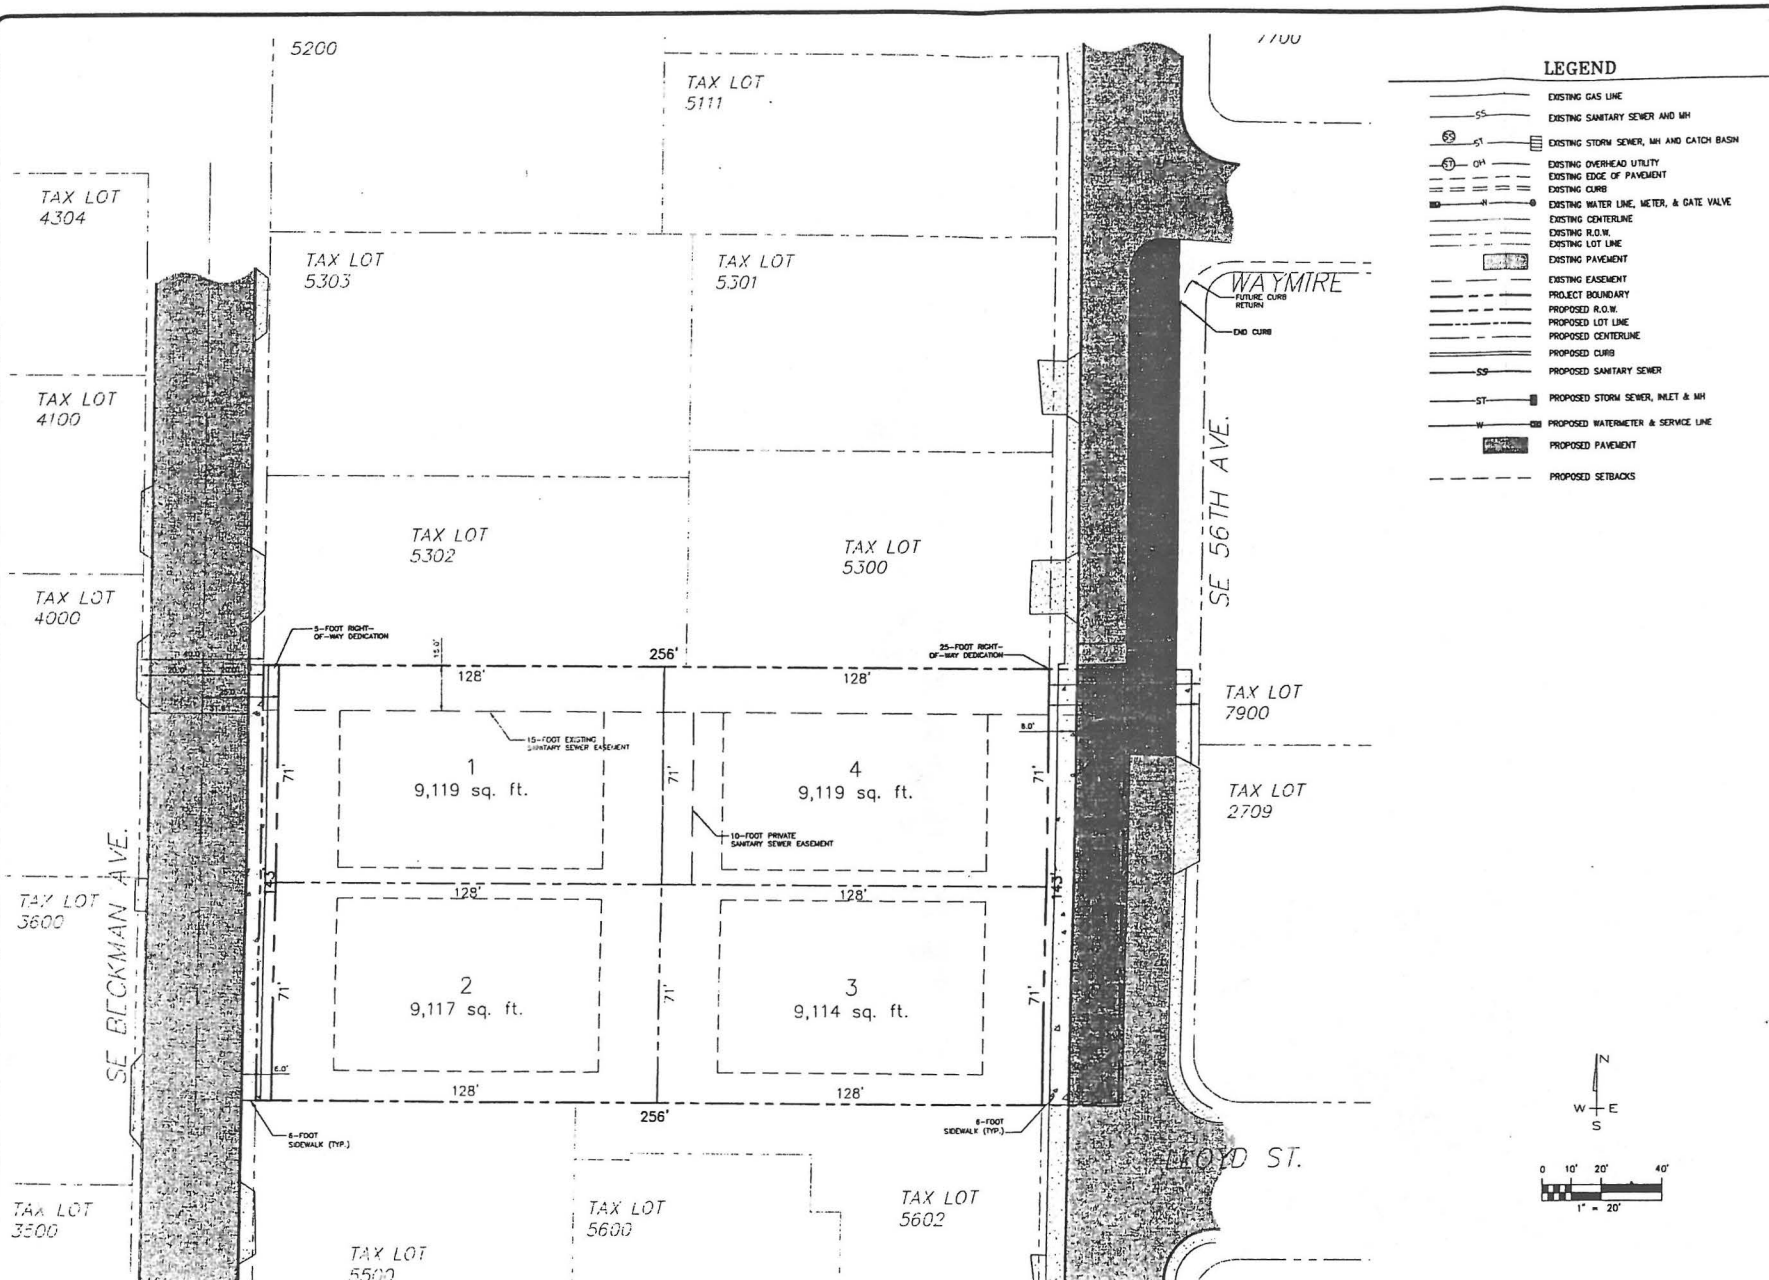 5200
7700
TAX LOT
5111
TAX LOT
4304
TAX LOT
5303
TAX LOT
5301
WAYMIRE
FUTURE CURB
RETURN
END CURB
TAX LOT
4100
SE 56TH AVE.
TAX LOT
5302
TAX LOT
5300
TAX LOT
4000
5-FOOT RIGHT-
OF-WAY DEDICATION
15.0'
25-FOOT RIGHT-
OF-WAY DEDICATION
256'
128'
128'
TAX LOT
7900
8.0'
15-FOOT EXISTING
SANITARY SEWER EASEMENT
71'
1
9,119 sq. ft.
71'
4
9,119 sq. ft.
71'
TAX LOT
2709
10-FOOT PRIVATE
SANITARY SEWER EASEMENT
SE BECKMAN AVE.
TAX LOT
3600
128'
128'
143'
71'
2
9,117 sq. ft.
71'
3
9,114 sq. ft.
71'
6.0'
128'
128'
256'
6-FOOT
SIDEWALK (TYP.)
6-FOOT
SIDEWALK (TYP.)
LLOYD ST.
TAX LOT
3500
TAX LOT
5500
TAX LOT
5600
TAX LOT
5602
LEGEND
EXISTING GAS LINE
SS
EXISTING SANITARY SEWER AND MH
SS
ST
EXISTING STORM SEWER, MH AND CATCH BASIN
ST
OH
EXISTING OVERHEAD UTILITY
EXISTING EDGE OF PAVEMENT
EXISTING CURB
W
EXISTING WATER LINE, METER, & GATE VALVE
EXISTING CENTERLINE
EXISTING R.O.W.
EXISTING LOT LINE
EXISTING PAVEMENT
EXISTING EASEMENT
PROJECT BOUNDARY
PROPOSED R.O.W.
PROPOSED LOT LINE
PROPOSED CENTERLINE
PROPOSED CURB
SS
PROPOSED SANITARY SEWER
ST
PROPOSED STORM SEWER, INLET & MH
W
PROPOSED WATERMETER & SERVICE LINE
PROPOSED PAVEMENT
PROPOSED SETBACKS
N
W E
S
0 10' 20' 40'
1" = 20'